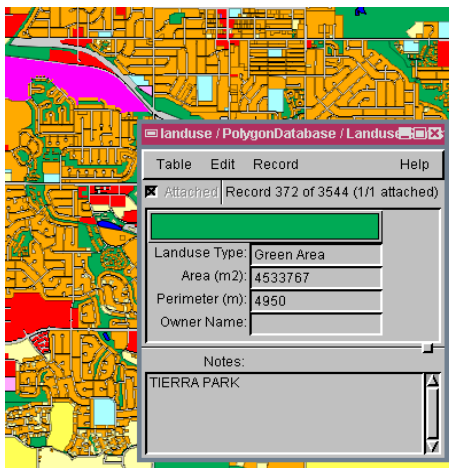 landuse / PolygonDatabase / Landuse
Table Edit Record Help
Attached Record 372 of 3544 (1/1 attached)
Landuse Type: Green Area
Area (m2): 4533767
Perimeter (m): 4950
Owner Name:
Notes:
TIERRA PARK